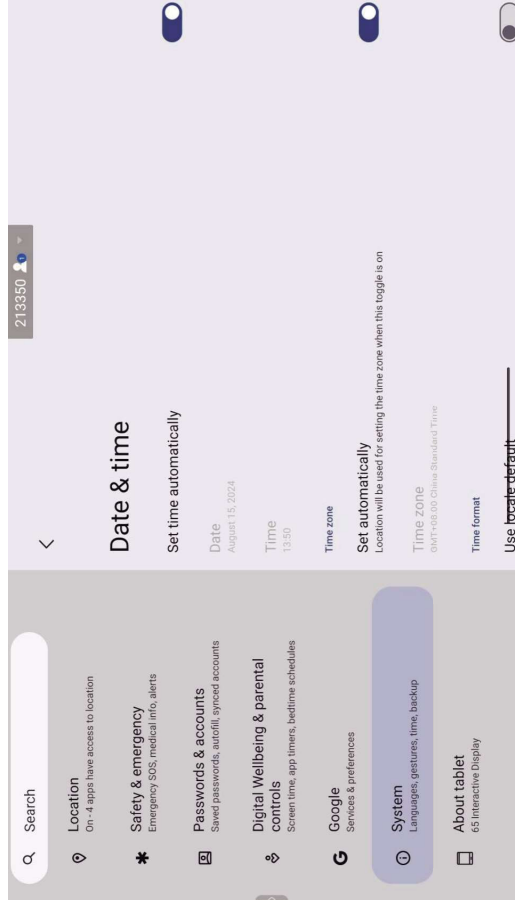 213350
Search
Location
On - 4 apps have access to location
Safety & emergency
Emergency SOS, medical info, alerts
Passwords & accounts
Saved passwords, autofill, synced accounts
Digital Wellbeing & parental
controls
Screen time, app timers, bedtime schedules
Google
Services & preferences
System
Languages, gestures, time, backup
About tablet
65 Interactive Display
Date & time
Set time automatically
Date
August 15, 2024
Time
13:50
Time zone
Set automatically
Location will be used for setting the time zone when this toggle is on
Time zone
GMT+08:00 China Standard Time
Time format
Use locale default